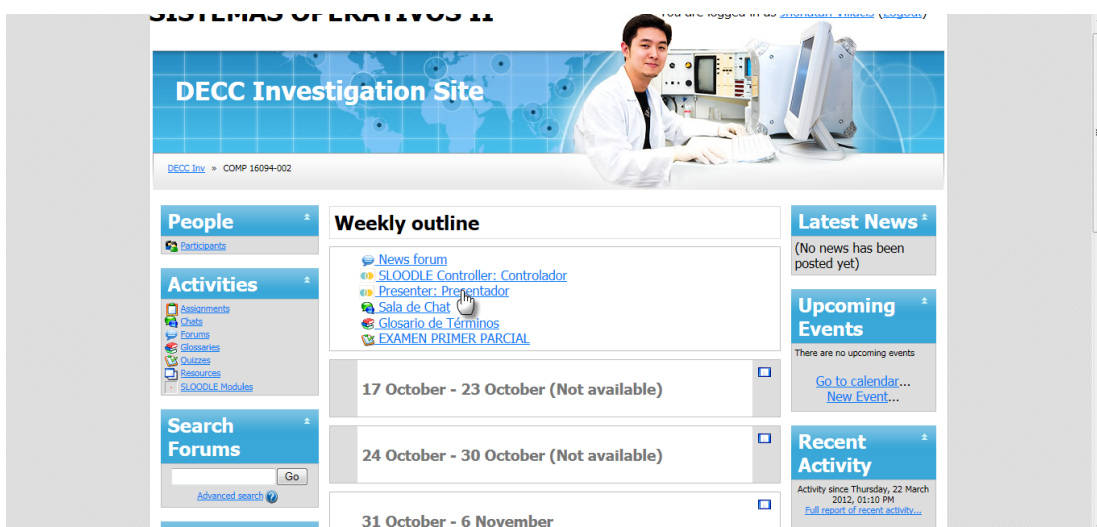 SISTEMAS OPERATIVOS II
You are logged in as Jhonatan Villacis (Logout)
DECC Investigation Site
DECC Inv » COMP 16094-002
People
Participants
Activities
Assignments
Chats
Forums
Glossaries
Quizzes
Resources
SLOODLE Modules
Search
Forums
Go
Advanced search
Weekly outline
News forum
SLOODLE Controller: Controlador
Presenter: Presentador
Sala de Chat
Glosario de Términos
EXAMEN PRIMER PARCIAL
17 October - 23 October (Not available)
24 October - 30 October (Not available)
31 October - 6 November
Latest News
(No news has been
posted yet)
Upcoming
Events
There are no upcoming events
Go to calendar...
New Event...
Recent
Activity
Activity since Thursday, 22 March
2012, 01:10 PM
Full report of recent activity...